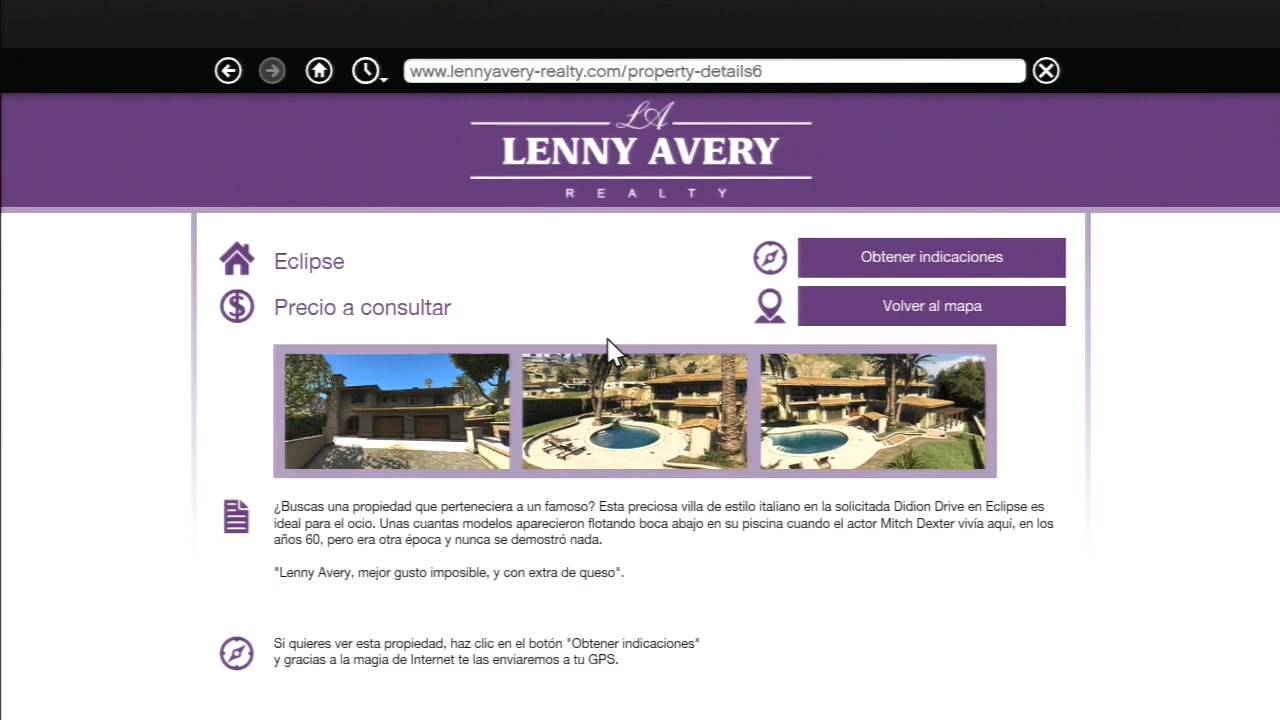 www.lennyavery-realty.com/property-details6
LA
LENNY AVERY
REALTY
Eclipse
Obtener indicaciones
Precio a consultar
Volver al mapa
¿Buscas una propiedad que perteneciera a un famoso? Esta preciosa villa de estilo italiano en la solicitada Didion Drive en Eclipse es
ideal para el ocio. Unas cuantas modelos aparecieron flotando boca abajo en su piscina cuando el actor Mitch Dexter vivía aquí, en los
años 60, pero era otra época y nunca se demostró nada.
"Lenny Avery, mejor gusto imposible, y con extra de queso".
Si quieres ver esta propiedad, haz clic en el botón "Obtener indicaciones"
y gracias a la magia de Internet te las enviaremos a tu GPS.